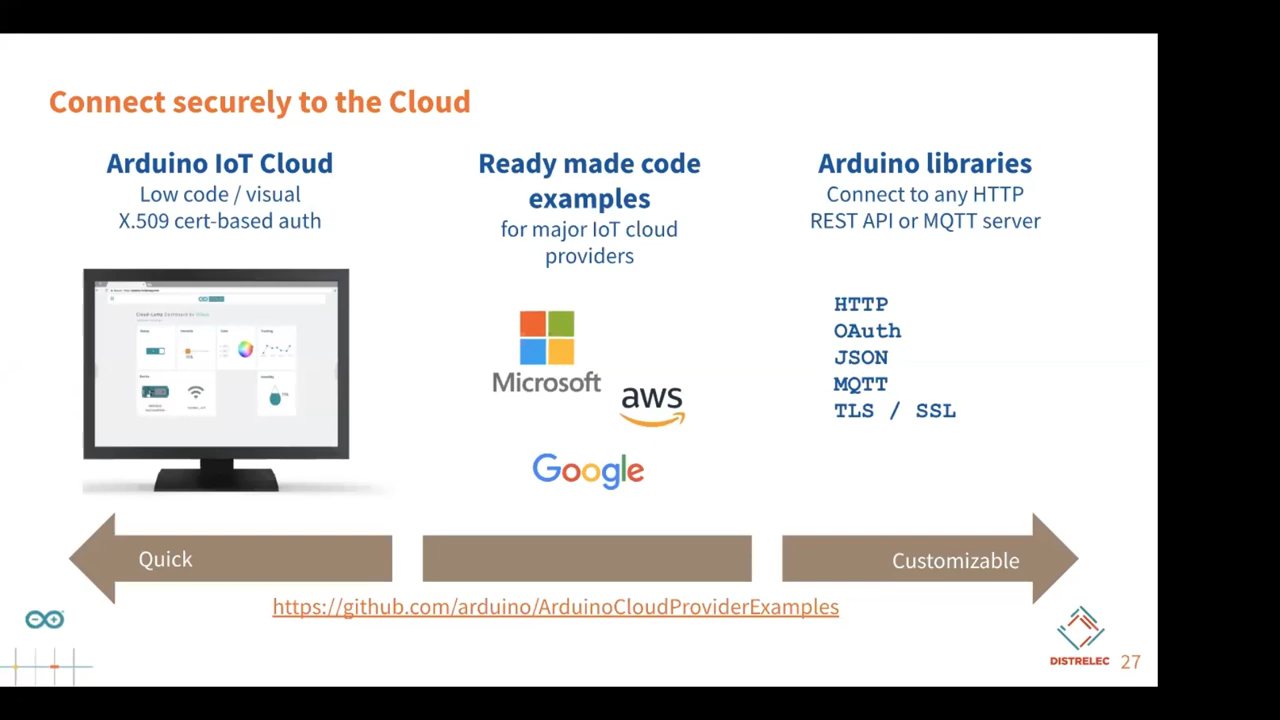 Connect securely to the Cloud
Arduino IoT Cloud
Low code / visual
X.509 cert-based auth
Ready made code
examples
for major IoT cloud
providers
Arduino libraries
Connect to any HTTP
REST API or MQTT server
HTTP
OAuth
JSON
MQTT
TLS / SSL
Microsoft
aws
Google
Quick
Customizable
https://github.com/arduino/ArduinoCloudProviderExamples
DISTRELEC
27